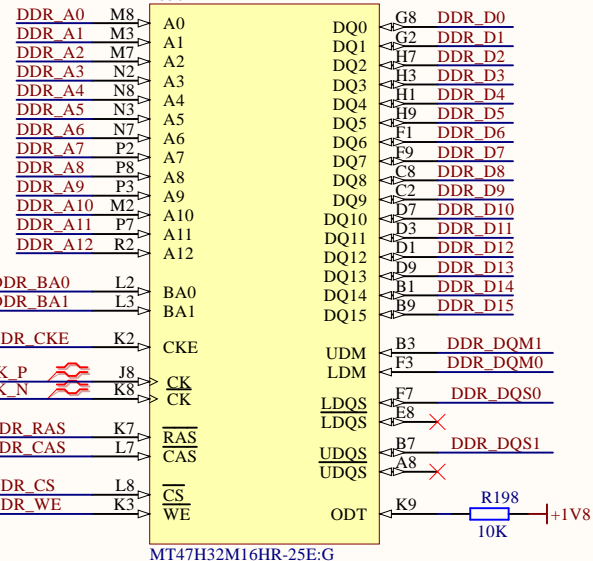 DDR_A0 M8 A0
DDR_A1 M3 A1
DDR_A2 M7 A2
DDR_A3 N2 A3
DDR_A4 N8 A4
DDR_A5 N3 A5
DDR_A6 N7 A6
DDR_A7 P2 A7
DDR_A8 P8 A8
DDR_A9 P3 A9
DDR_A10 M2 A10
DDR_A11 P7 A11
DDR_A12 R2 A12
DDR_BA0 L2 BA0
DDR_BA1 L3 BA1
DR_CKE K2 CKE
K_P J8 CK
K_N K8 CK
DR_RAS K7 RAS
DR_CAS L7 CAS
DR_CS L8 CS
DR_WE K3 WE
DQ0 G8 DDR_D0
DQ1 G2 DDR_D1
DQ2 H7 DDR_D2
DQ3 H3 DDR_D3
DQ4 H1 DDR_D4
DQ5 H9 DDR_D5
DQ6 F1 DDR_D6
DQ7 F9 DDR_D7
DQ8 C8 DDR_D8
DQ9 C2 DDR_D9
DQ10 D7 DDR_D10
DQ11 D3 DDR_D11
DQ12 D1 DDR_D12
DQ13 D9 DDR_D13
DQ14 B1 DDR_D14
DQ15 B9 DDR_D15
UDM B3 DDR_DQM1
LDM F3 DDR_DQM0
LDQS F7 DDR_DQS0
LDQS E8
UDQS B7 DDR_DQS1
UDQS A8
ODT K9 R198 +1V8
10K
MT47H32M16HR-25E:G